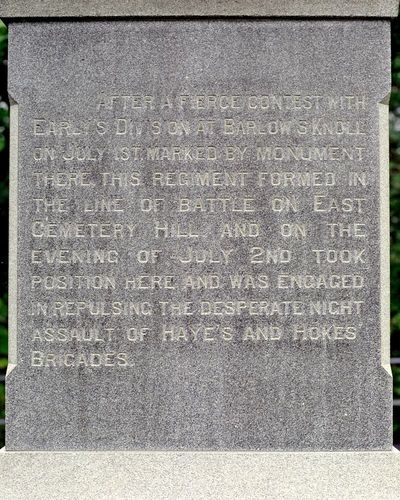 AFTER A FIERCE CONTEST WITH
EARLY'S DIVISION AT BARLOW'S KNOLL
ON JULY 1ST, MARKED BY MONUMENT
THERE, THIS REGIMENT FORMED IN
THE LINE OF BATTLE ON EAST
CEMETERY HILL, AND ON THE
EVENING OF JULY 2ND TOOK
POSITION HERE AND WAS ENGAGED
IN REPULSING THE DESPERATE NIGHT
ASSAULT OF HAYE'S AND HOKES'
BRIGADES.